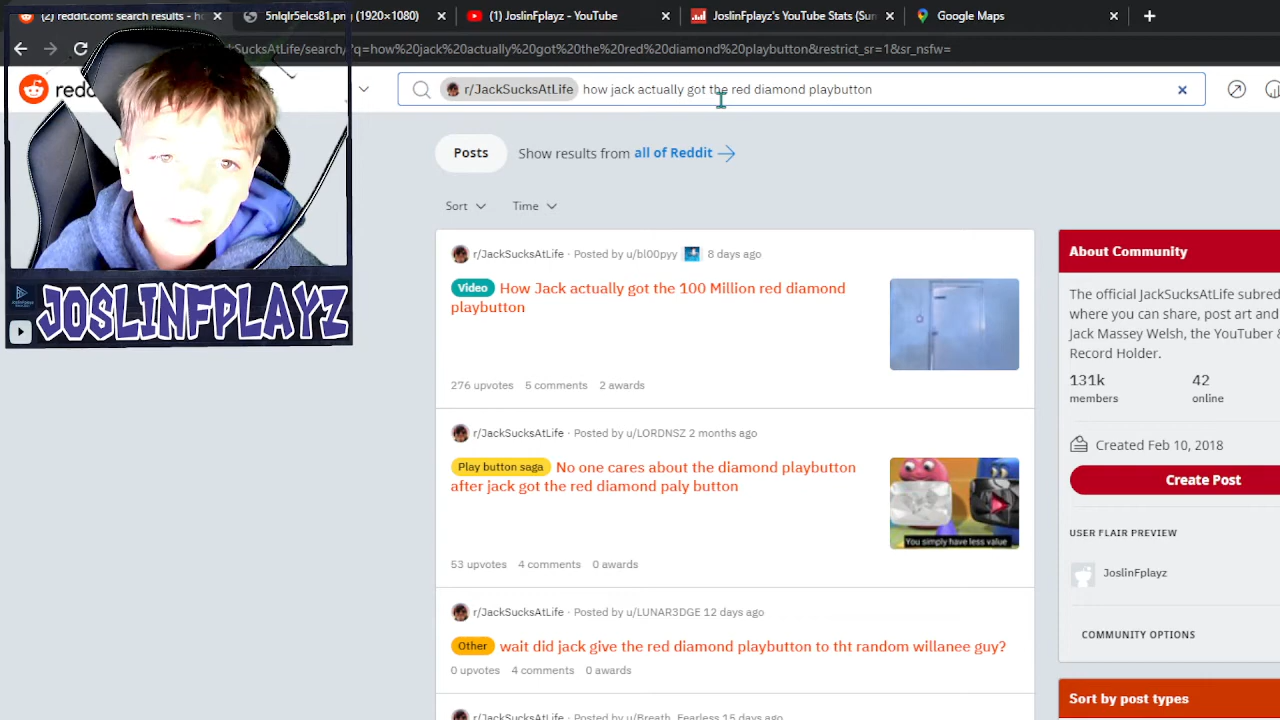 (2) reddit.com: search results - ho
5nlqlr5elcs81.png (1920×1080)
JoslinFplayz - YouTube
JoslinFplayz's YouTube Stats (Sum
Google Maps
SucksAtLife/search/?q=how%20jack%20actually%20got%20the%20red%20diamond%20playbutton&restrict_sr=1&sr_nsfw=
redd
r/JackSucksAtLife
how jack actually got the red diamond playbutton
Posts
Show results from all of Reddit
Sort
Time
r/JackSucksAtLife · Posted by u/bl00pyy 8 days ago
Video How Jack actually got the 100 Million red diamond
playbutton
276 upvotes 5 comments 2 awards
r/JackSucksAtLife · Posted by u/LORDNSZ 2 months ago
Play button saga No one cares about the diamond playbutton
after jack got the red diamond paly button
You simply have less value
53 upvotes 4 comments 0 awards
r/JackSucksAtLife · Posted by u/LUNAR3DGE 12 days ago
Other wait did jack give the red diamond playbutton to tht random willanee guy?
0 upvotes 4 comments 0 awards
r/JackSucksAtLife · Posted by u/Breath_Fearless 15 days ago
About Community
The official JackSucksAtLife subred
where you can share, post art and
Jack Massey Welsh, the YouTuber &
Record Holder.
131k
members
42
online
Created Feb 10, 2018
Create Post
USER FLAIR PREVIEW
JoslinFplayz
COMMUNITY OPTIONS
Sort by post types
JOSLINFPLAYZ